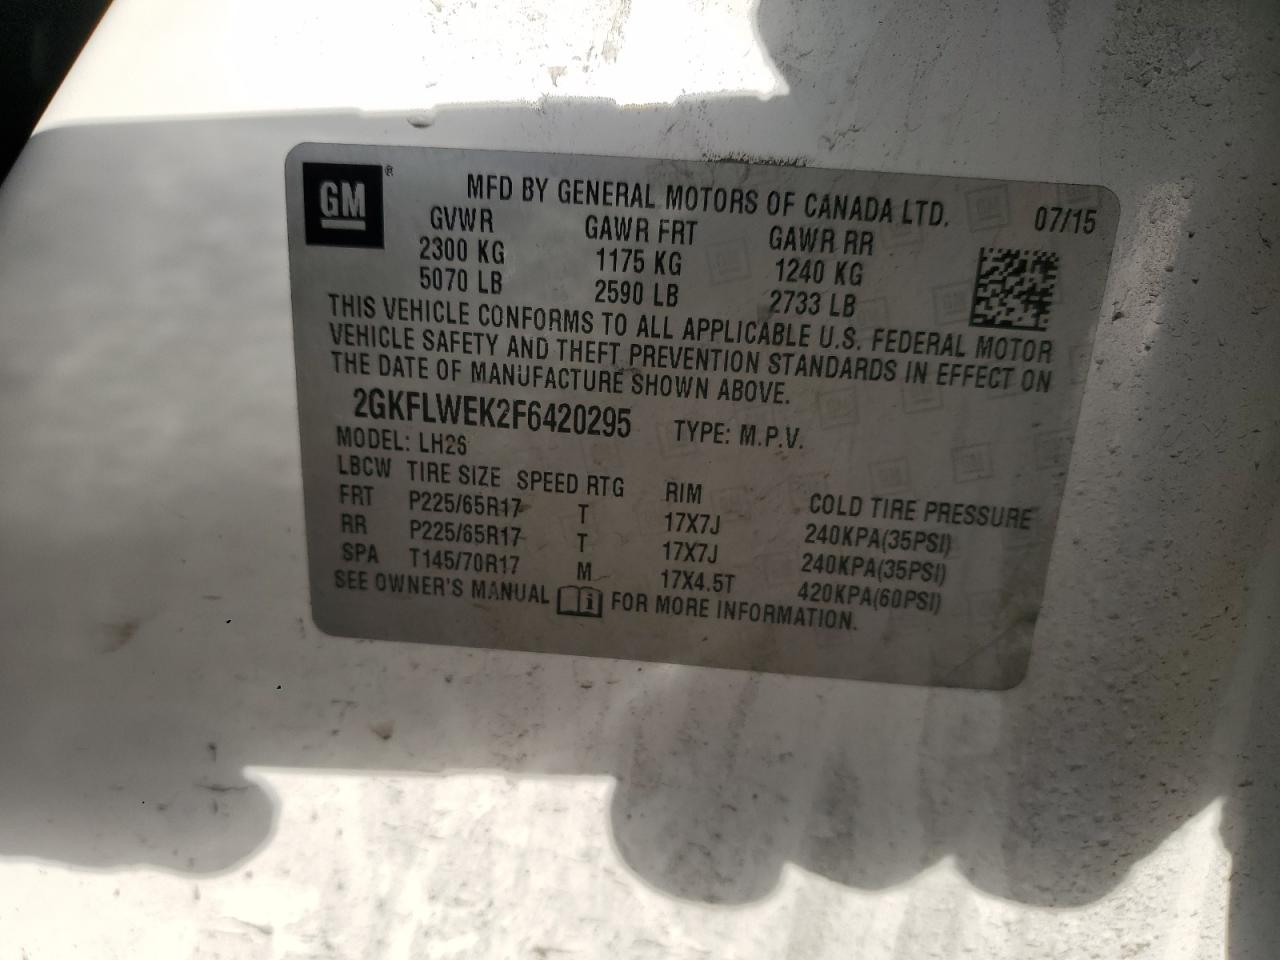 GM ®
MFD BY GENERAL MOTORS OF CANADA LTD. 07/15
GVWR GAWR FRT GAWR RR
2300 KG 1175 KG 1240 KG
5070 LB 2590 LB 2733 LB
THIS VEHICLE CONFORMS TO ALL APPLICABLE U.S. FEDERAL MOTOR
VEHICLE SAFETY AND THEFT PREVENTION STANDARDS IN EFFECT ON
THE DATE OF MANUFACTURE SHOWN ABOVE.
2GKFLWEK2F6420295 TYPE: M.P.V.
MODEL: LH26
LBCW TIRE SIZE SPEED RTG RIM COLD TIRE PRESSURE
FRT P225/65R17 T 17X7J 240KPA(35PSI)
RR P225/65R17 T 17X7J 240KPA(35PSI)
SPA T145/70R17 M 17X4.5T 420KPA(60PSI)
SEE OWNER'S MANUAL FOR MORE INFORMATION.